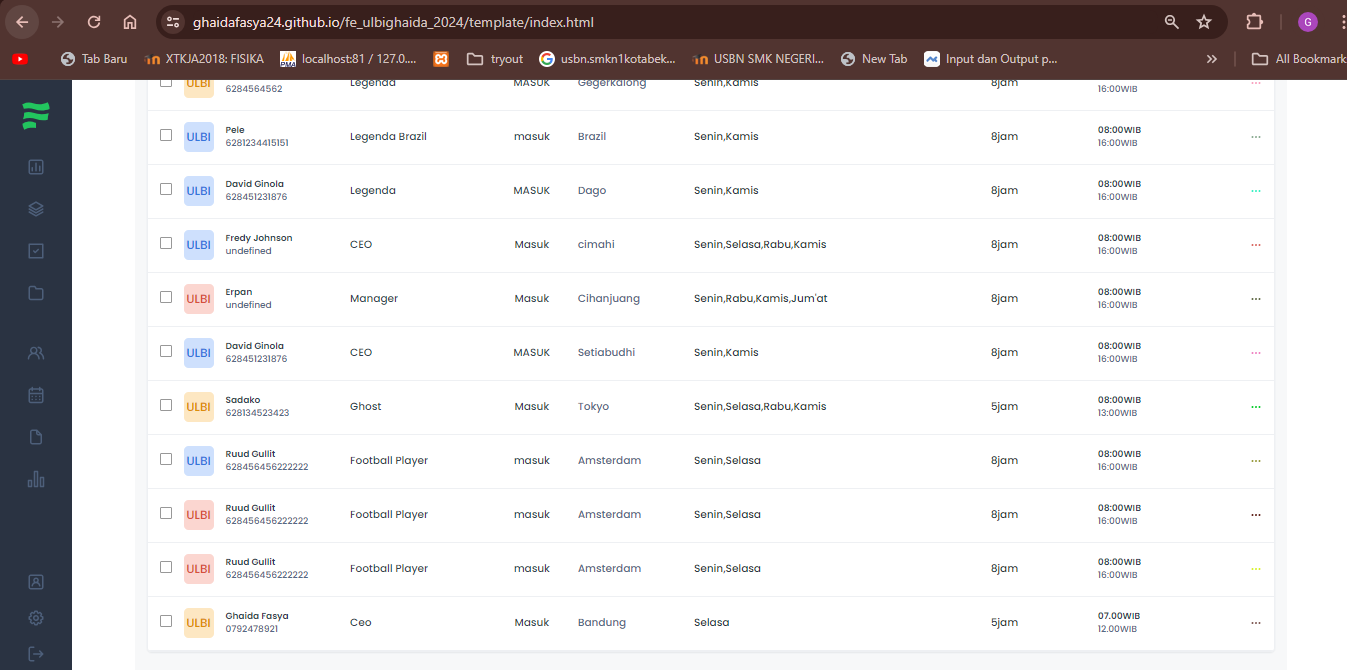 ghaidafasya24.github.io/fe_ulbighaida_2024/template/index.html
G
Tab Baru
XTKJA2018: FISIKA
PMA
localhost:81 / 127.0....
tryout
usbn.smkn1kotabek...
USBN SMK NEGERI...
New Tab
Input dan Output p...
»
All Bookmark
ULBI Legenda MASUK Gegerkalong Senin,Kamis 8jam ...
6284564562 16:00WIB
Pele 08:00WIB
ULBI Legenda Brazil masuk Brazil Senin,Kamis 8jam ...
6281234415151 16:00WIB
David Ginola 08:00WIB
ULBI Legenda MASUK Dago Senin,Kamis 8jam ...
628451231876 16:00WIB
Fredy Johnson 08:00WIB
ULBI CEO Masuk cimahi Senin,Selasa,Rabu,Kamis 8jam ...
undefined 16:00WIB
Erpan 08:00WIB
ULBI Manager Masuk Cihanjuang Senin,Rabu,Kamis,Jum'at 8jam ...
undefined 16:00WIB
David Ginola 08:00WIB
ULBI CEO MASUK Setiabudhi Senin,Kamis 8jam ...
628451231876 16:00WIB
Sadako 08:00WIB
ULBI Ghost Masuk Tokyo Senin,Selasa,Rabu,Kamis 5jam ...
628134523423 13:00WIB
Ruud Gullit 08:00WIB
ULBI Football Player masuk Amsterdam Senin,Selasa 8jam ...
628456456222222 16:00WIB
Ruud Gullit 08:00WIB
ULBI Football Player masuk Amsterdam Senin,Selasa 8jam ...
628456456222222 16:00WIB
Ruud Gullit 08:00WIB
ULBI Football Player masuk Amsterdam Senin,Selasa 8jam ...
628456456222222 16:00WIB
Ghaida Fasya 07.00WIB
ULBI Ceo Masuk Bandung Selasa 5jam ...
0792478921 12.00WIB